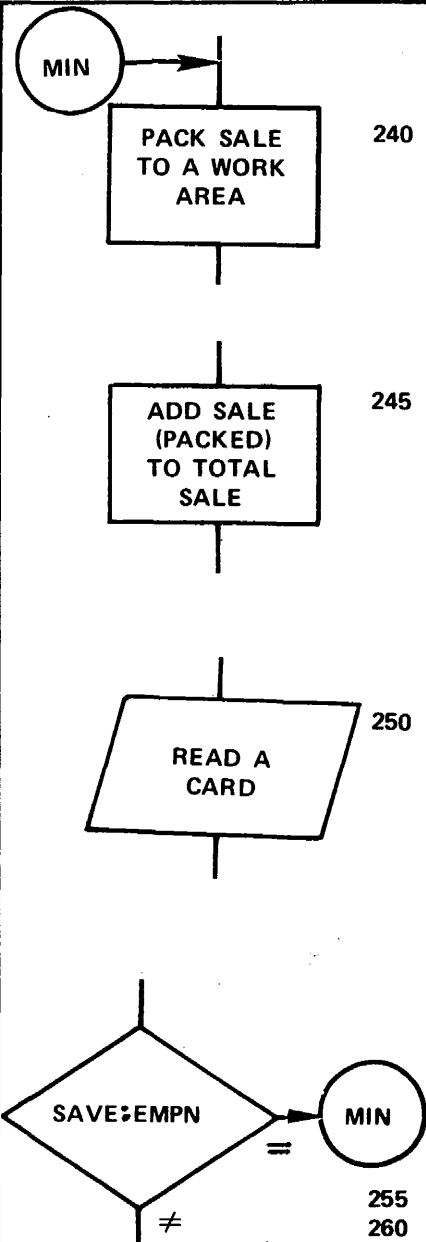 MIN
PACK SALE
TO A WORK
AREA
240
ADD SALE
(PACKED)
TO TOTAL
SALE
245
READ A
CARD
250
SAVE:EMPN
=
MIN
≠
255
260